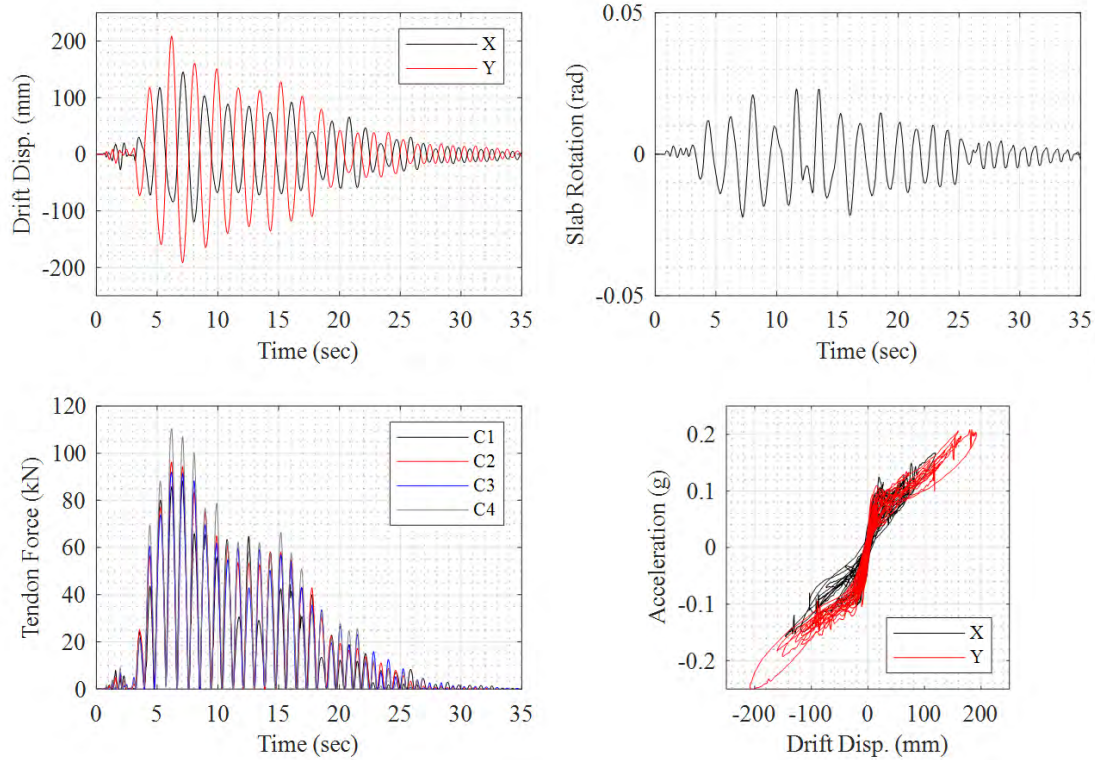 200
100
0
-100
-200
Drift Disp. (mm)
X
Y
0 5 10 15 20 25 30 35
Time (sec)
0.05
0
-0.05
Slab Rotation (rad)
0 5 10 15 20 25 30 35
Time (sec)
120
100
80
60
40
20
0
Tendon Force (kN)
C1
C2
C3
C4
0 5 10 15 20 25 30 35
Time (sec)
0.2
0.1
0
-0.1
-0.2
Acceleration (g)
X
Y
-200 -100 0 100 200
Drift Disp. (mm)